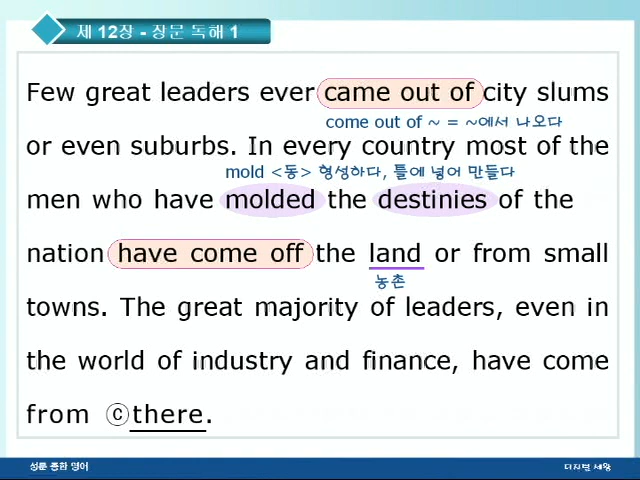 제 12장 - 장문 독해 1
Few great leaders ever came out of city slums
come out of ~ = ~에서 나오다
or even suburbs. In every country most of the
mold <동> 형성하다, 틀에 넣어 만들다
men who have molded the destinies of the
nation have come off the land or from small
농촌
towns. The great majority of leaders, even in
the world of industry and finance, have come
from ⓒthere.
성문 종합 영어
디지털 세왕